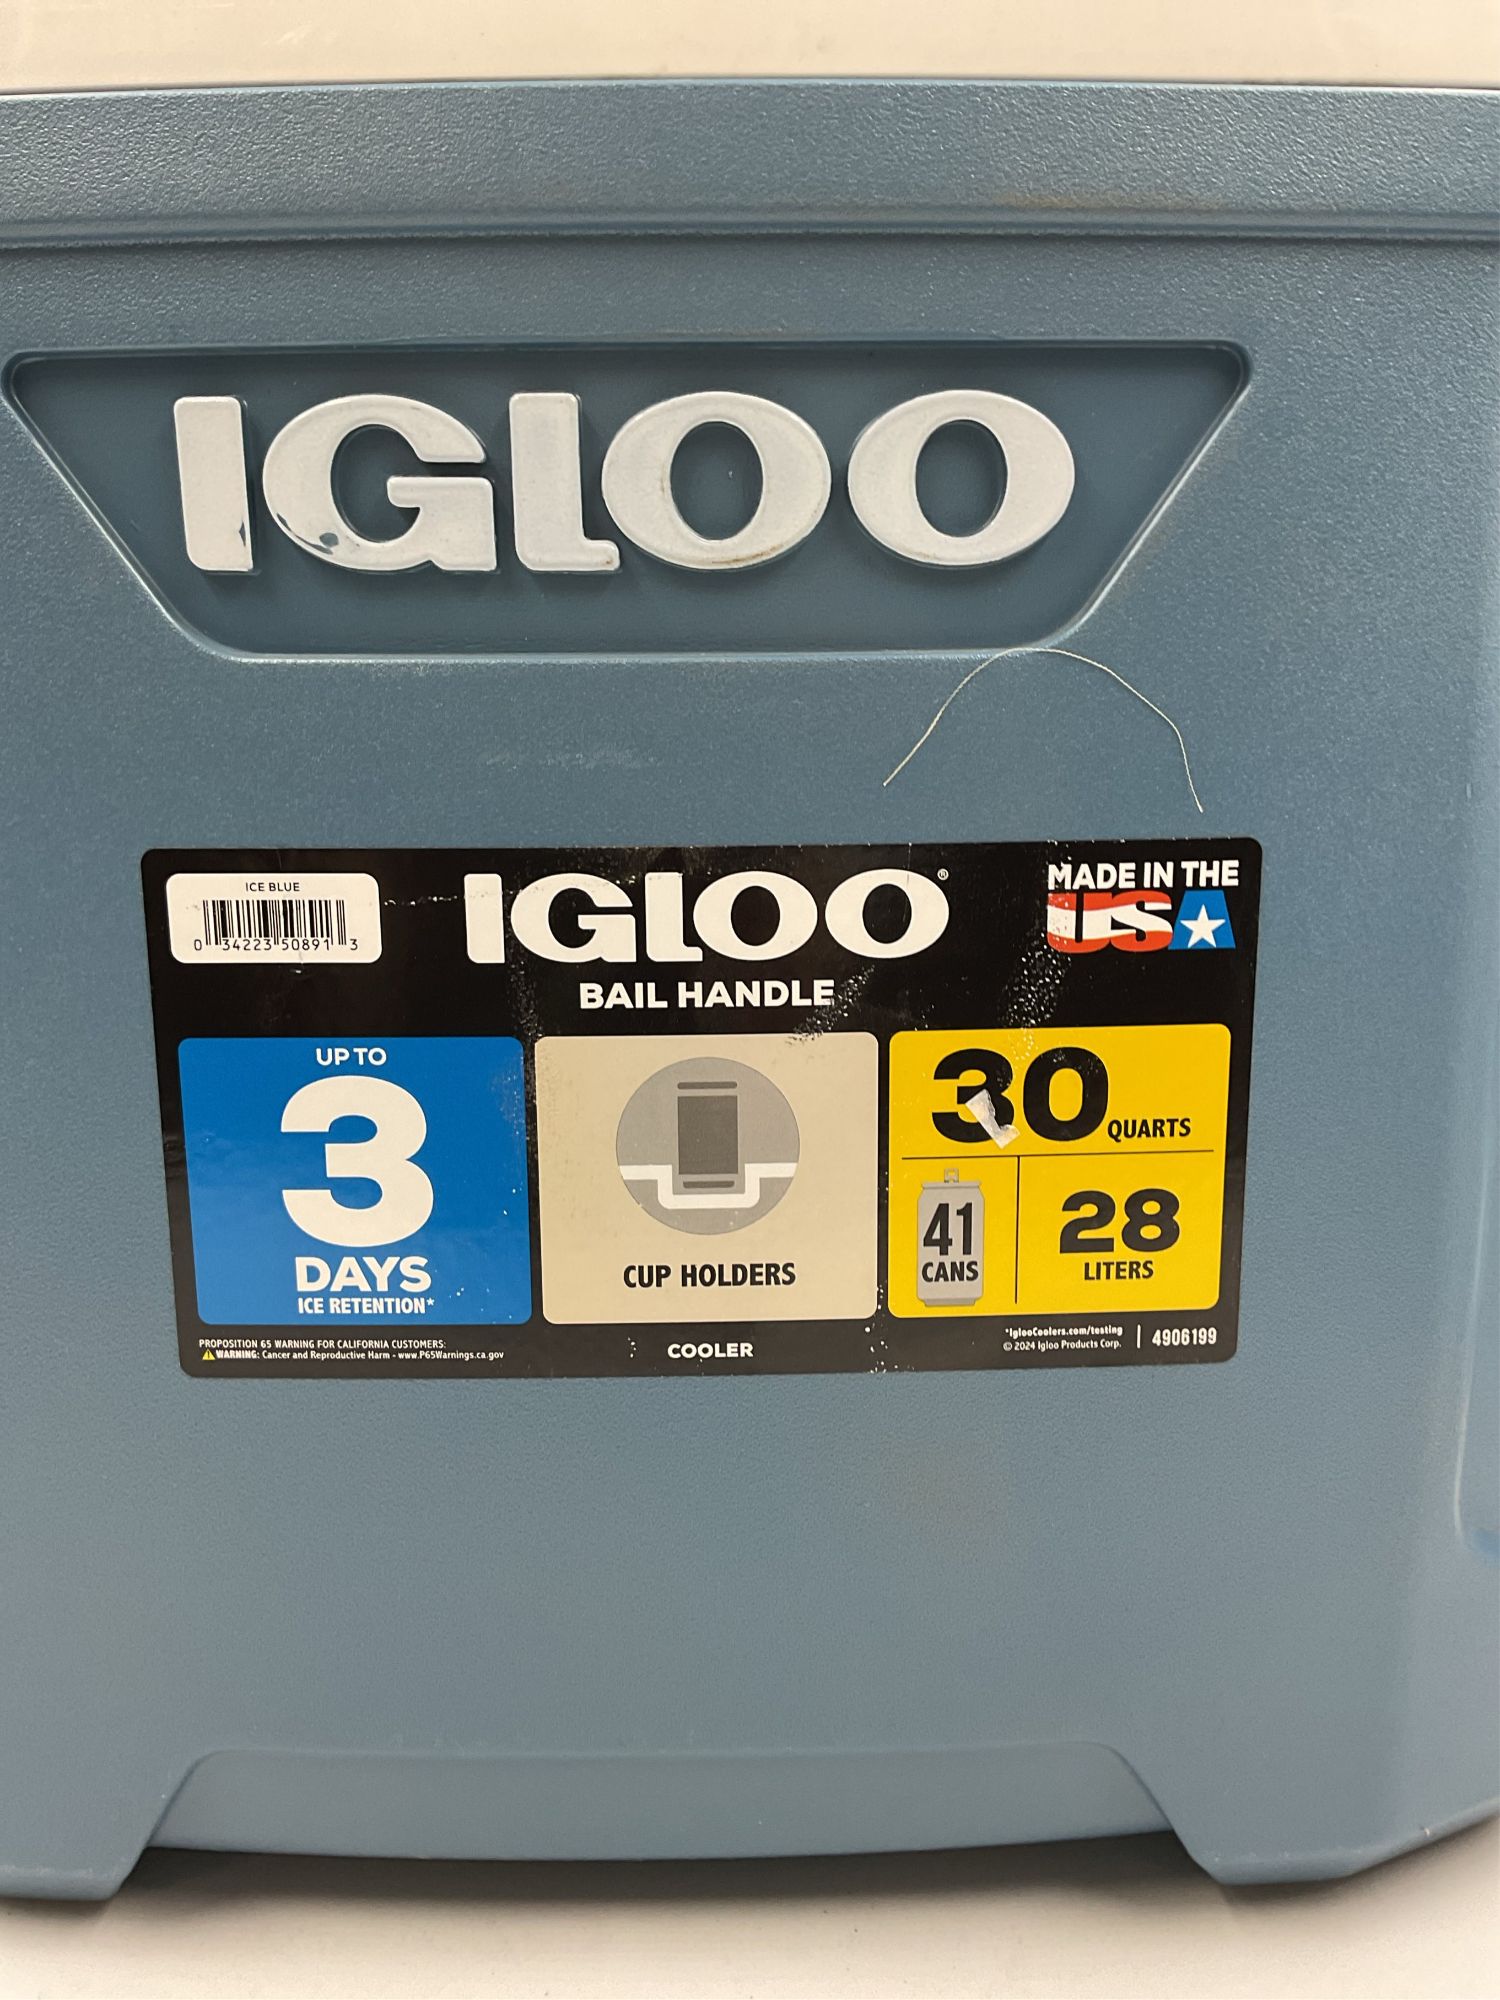 IGLOO
ICE BLUE
0 34223 50891 3
IGLOO®
BAIL HANDLE
MADE IN THE
USA
UP TO
3
DAYS
ICE RETENTION*
CUP HOLDERS
30 QUARTS
41
CANS
28
LITERS
PROPOSITION 65 WARNING FOR CALIFORNIA CUSTOMERS:
WARNING: Cancer and Reproductive Harm - www.P65Warnings.ca.gov
COOLER
*IglooCoolers.com/testing
© 2024 Igloo Products Corp.
4906199